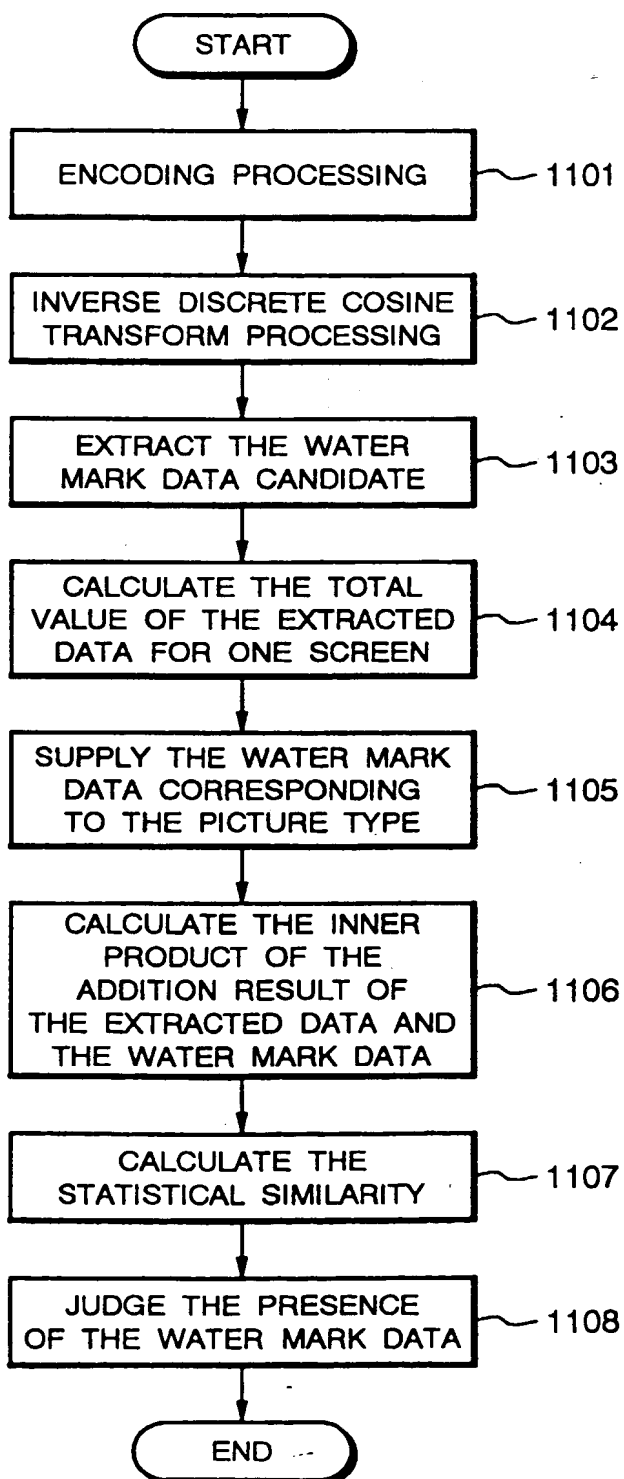 START
ENCODING PROCESSING
1101
INVERSE DISCRETE COSINE
TRANSFORM PROCESSING
1102
EXTRACT THE WATER
MARK DATA CANDIDATE
1103
CALCULATE THE TOTAL
VALUE OF THE EXTRACTED
DATA FOR ONE SCREEN
1104
SUPPLY THE WATER MARK
DATA CORRESPONDING
TO THE PICTURE TYPE
1105
CALCULATE THE INNER
PRODUCT OF THE
ADDITION RESULT OF
THE EXTRACTED DATA AND
THE WATER MARK DATA
1106
CALCULATE THE
STATISTICAL SIMILARITY
1107
JUDGE THE PRESENCE
OF THE WATER MARK DATA
1108
END